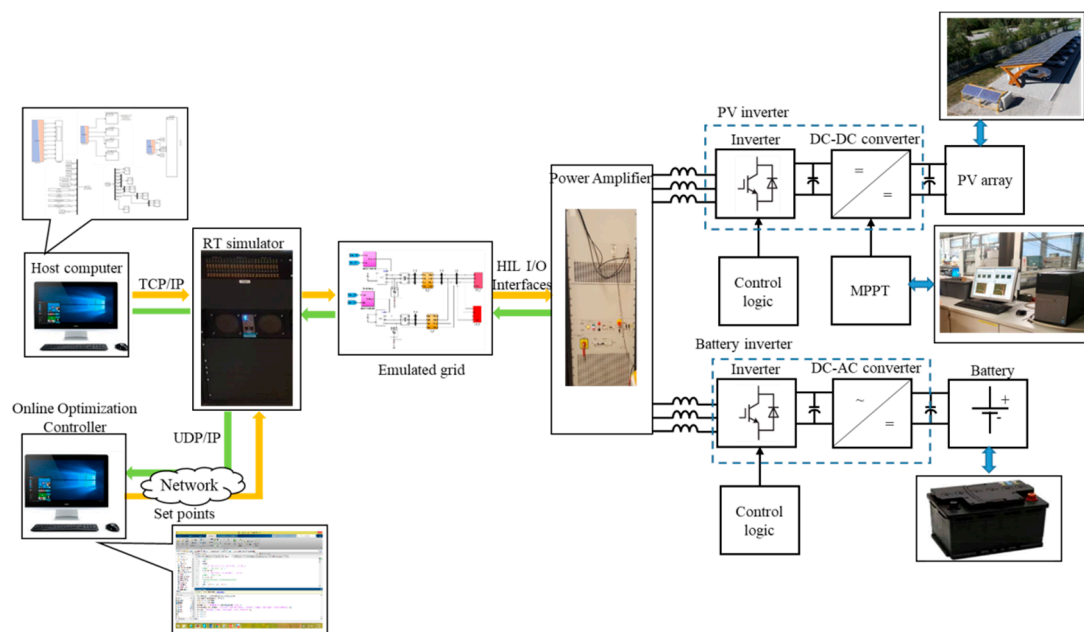 PV inverter
Inverter
DC-DC converter
Power Amplifier
PV array
RT simulator
Host computer
TCP/IP
HIL I/O
Interfaces
Control
logic
MPPT
Emulated grid
Battery inverter
Inverter
DC-AC converter
Battery
Online Optimization
Controller
UDP/IP
Network
Set points
Control
logic